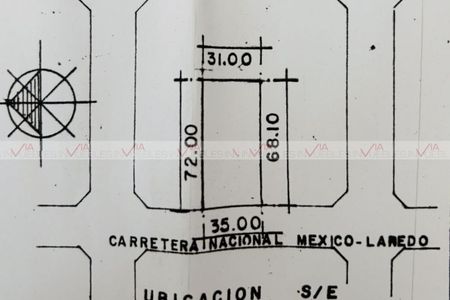 31.00
72.00
68.10
35.00
CARRETERA NACIONAL MEXICO-LAREDO
UBICACION S/E